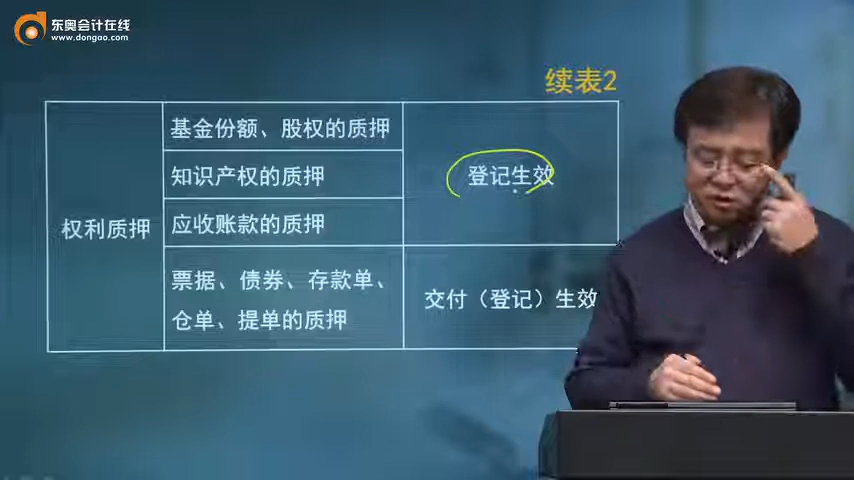 东奥会计在线
www.dongao.com
续表2
权利质押
基金份额、股权的质押
知识产权的质押
应收账款的质押
登记生效
票据、债券、存款单、
仓单、提单的质押
交付（登记）生效